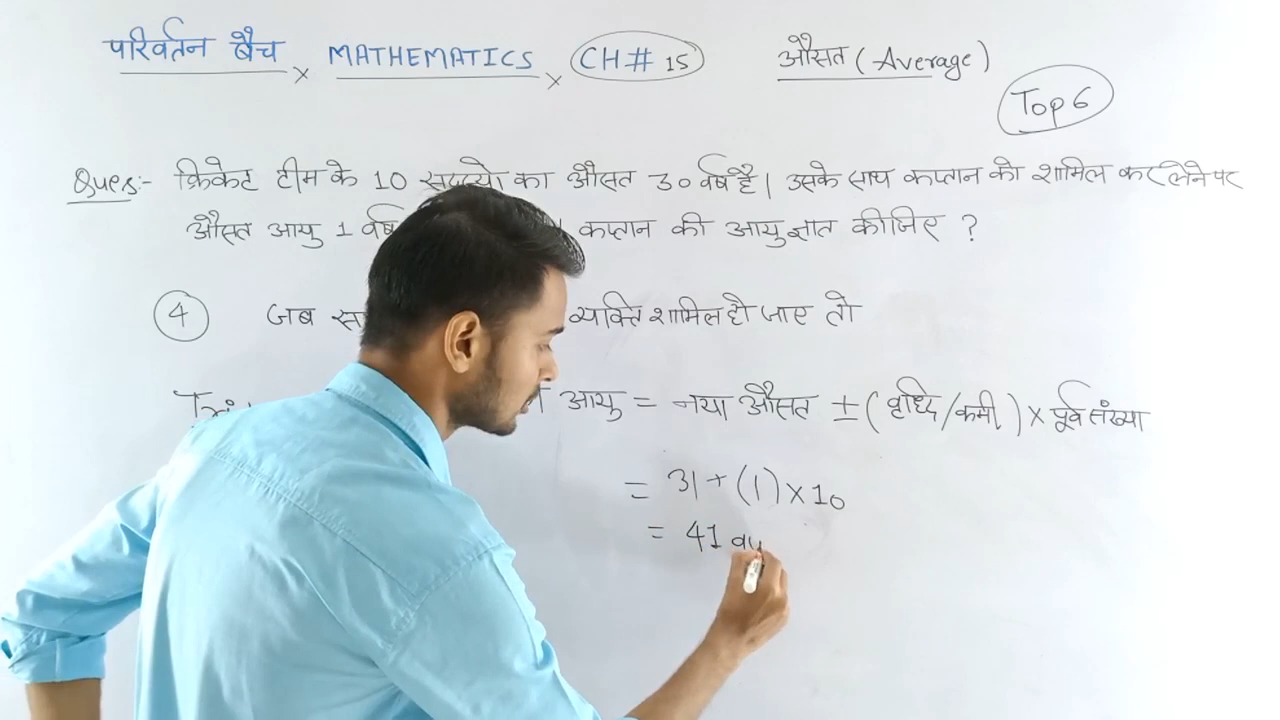 परिवर्तन बैच × MATHEMATICS × CH# 15 औसत (Average)
Top 6
Ques:- क्रिकेट टीम के 10 का औसत 30 वर्ष है। उसके साथ कप्तान को शामिल कर लेने पर
औसत आयु 1 वर्ष कप्तान की आयु ज्ञात कीजिए ?
4 जब व्यक्ति शामिल हो जाए तो
आयु = नया औसत ± (वृध्दि/कमी) × पूर्व संख्या
= 31 + (1) × 10
= 41